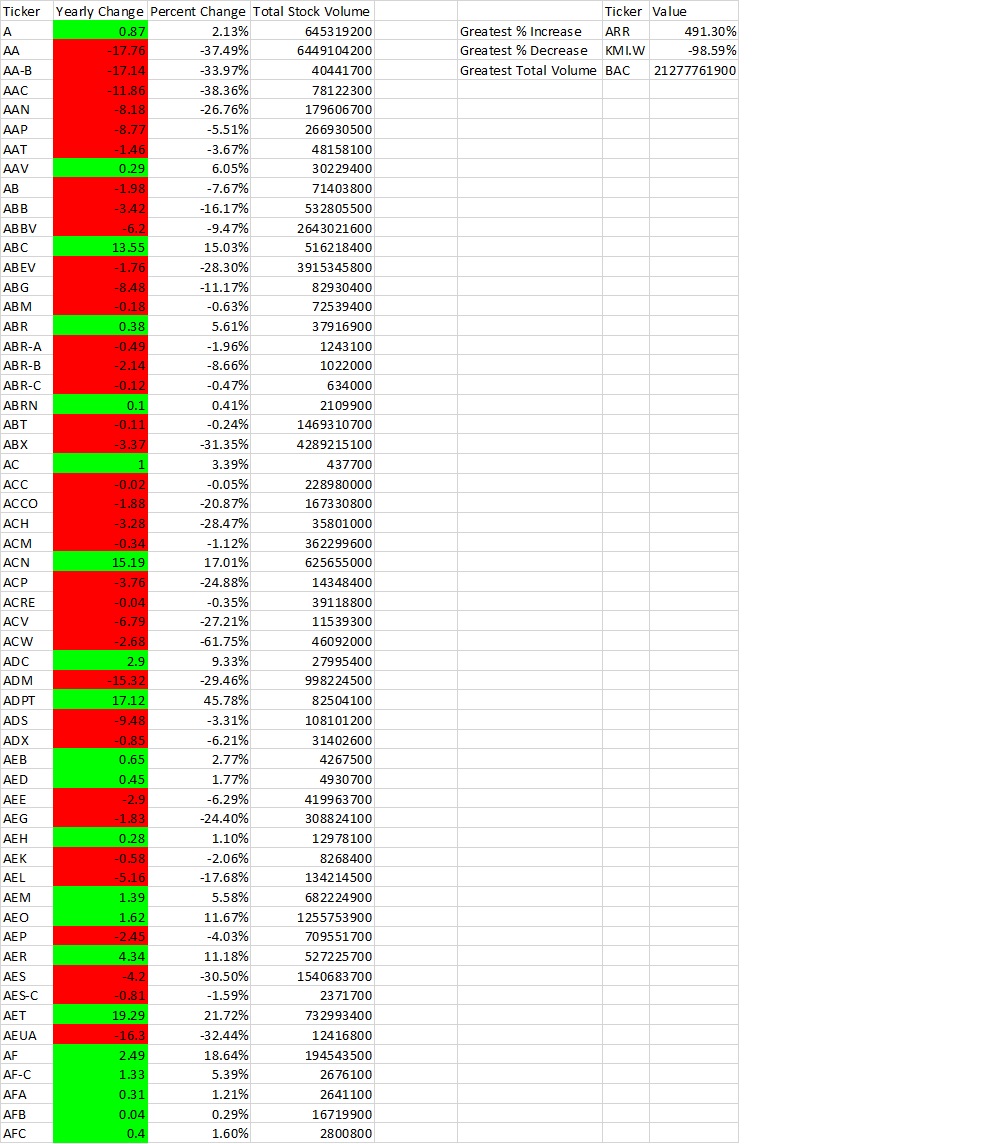 Ticker Yearly Change Percent Change Total Stock Volume Ticker Value
A 0.87 2.13% 645319200 Greatest % Increase ARR 491.30%
AA -17.76 -37.49% 6449104200 Greatest % Decrease KMI.W -98.59%
AA-B -17.14 -33.97% 40441700 Greatest Total Volume BAC 21277761900
AAC -11.86 -38.36% 78122300
AAN -8.18 -26.76% 179606700
AAP -8.77 -5.51% 266930500
AAT -1.46 -3.67% 48158100
AAV 0.29 6.05% 30229400
AB -1.98 -7.67% 71403800
ABB -3.42 -16.17% 532805500
ABBV -6.2 -9.47% 2643021600
ABC 13.55 15.03% 516218400
ABEV -1.76 -28.30% 3915345800
ABG -8.48 -11.17% 82930400
ABM -0.18 -0.63% 72539400
ABR 0.38 5.61% 37916900
ABR-A -0.49 -1.96% 1243100
ABR-B -2.14 -8.66% 1022000
ABR-C -0.12 -0.47% 634000
ABRN 0.1 0.41% 2109900
ABT -0.11 -0.24% 1469310700
ABX -3.37 -31.35% 4289215100
AC 1 3.39% 437700
ACC -0.02 -0.05% 228980000
ACCO -1.88 -20.87% 167330800
ACH -3.28 -28.47% 35801000
ACM -0.34 -1.12% 362299600
ACN 15.19 17.01% 625655000
ACP -3.76 -24.88% 14348400
ACRE -0.04 -0.35% 39118800
ACV -6.79 -27.21% 11539300
ACW -2.68 -61.75% 46092000
ADC 2.9 9.33% 27995400
ADM -15.32 -29.46% 998224500
ADPT 17.12 45.78% 82504100
ADS -9.48 -3.31% 108101200
ADX -0.85 -6.21% 31402600
AEB 0.65 2.77% 4267500
AED 0.45 1.77% 4930700
AEE -2.9 -6.29% 419963700
AEG -1.83 -24.40% 308824100
AEH 0.28 1.10% 12978100
AEK -0.58 -2.06% 8268400
AEL -5.16 -17.68% 134214500
AEM 1.39 5.58% 682224900
AEO 1.62 11.67% 1255753900
AEP -2.45 -4.03% 709551700
AER 4.34 11.18% 527225700
AES -4.2 -30.50% 1540683700
AES-C -0.81 -1.59% 2371700
AET 19.29 21.72% 732993400
AEUA -16.3 -32.44% 12416800
AF 2.49 18.64% 194543500
AF-C 1.33 5.39% 2676100
AFA 0.31 1.21% 2641100
AFB 0.04 0.29% 16719900
AFC 0.4 1.60% 2800800